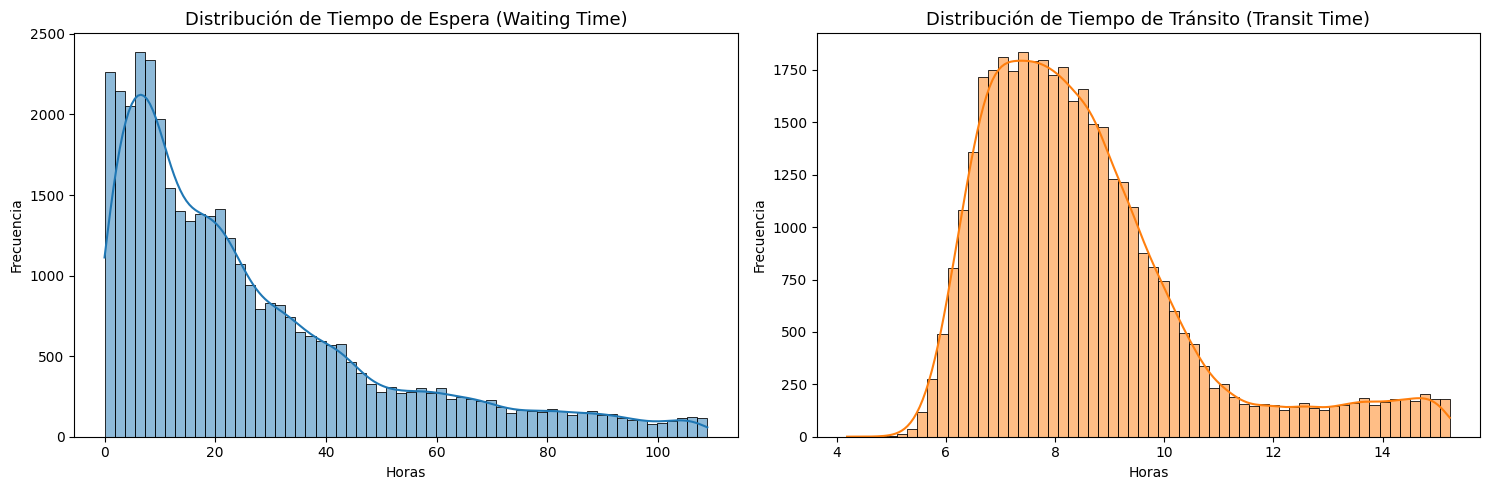 Distribución de Tiempo de Espera (Waiting Time)
2500
2000
1500
1000
500
0
Frecuencia
0 20 40 60 80 100
Horas
Distribución de Tiempo de Tránsito (Transit Time)
1750
1500
1250
1000
750
500
250
0
Frecuencia
4 6 8 10 12 14
Horas